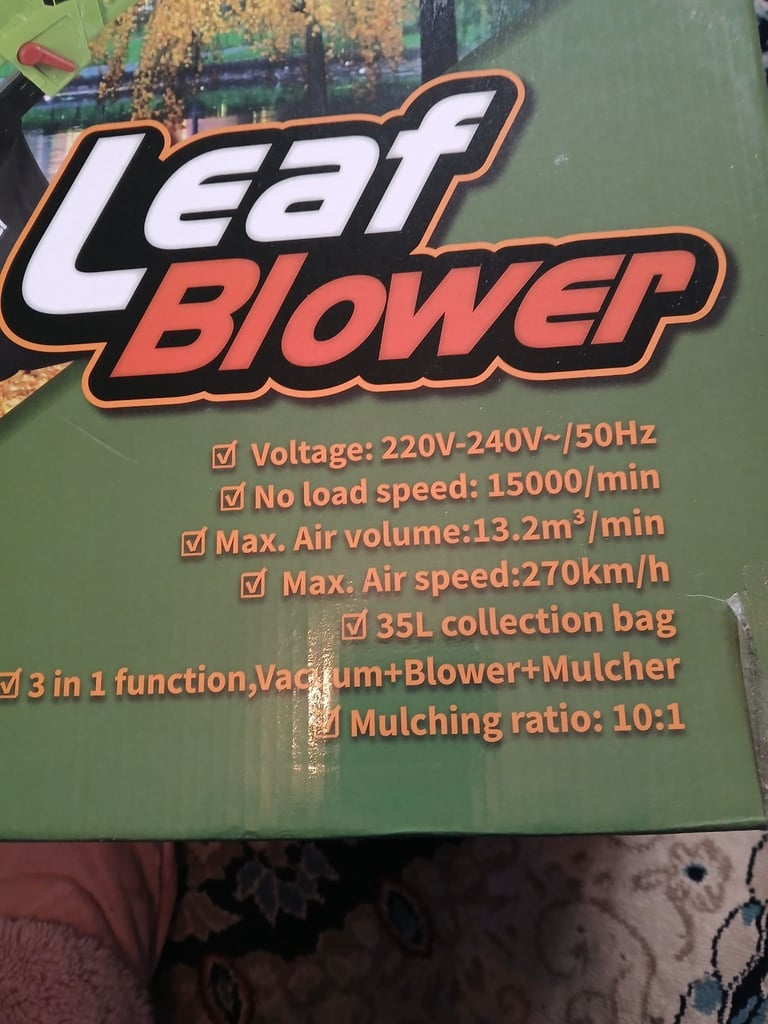 Leaf
Blower
☑ Voltage: 220V-240V~/50Hz
☑ No load speed: 15000/min
☑ Max. Air volume:13.2m³/min
☑ Max. Air speed:270km/h
☑ 35L collection bag
☑ 3 in 1 function,Vacuum+Blower+Mulcher
☑ Mulching ratio: 10:1